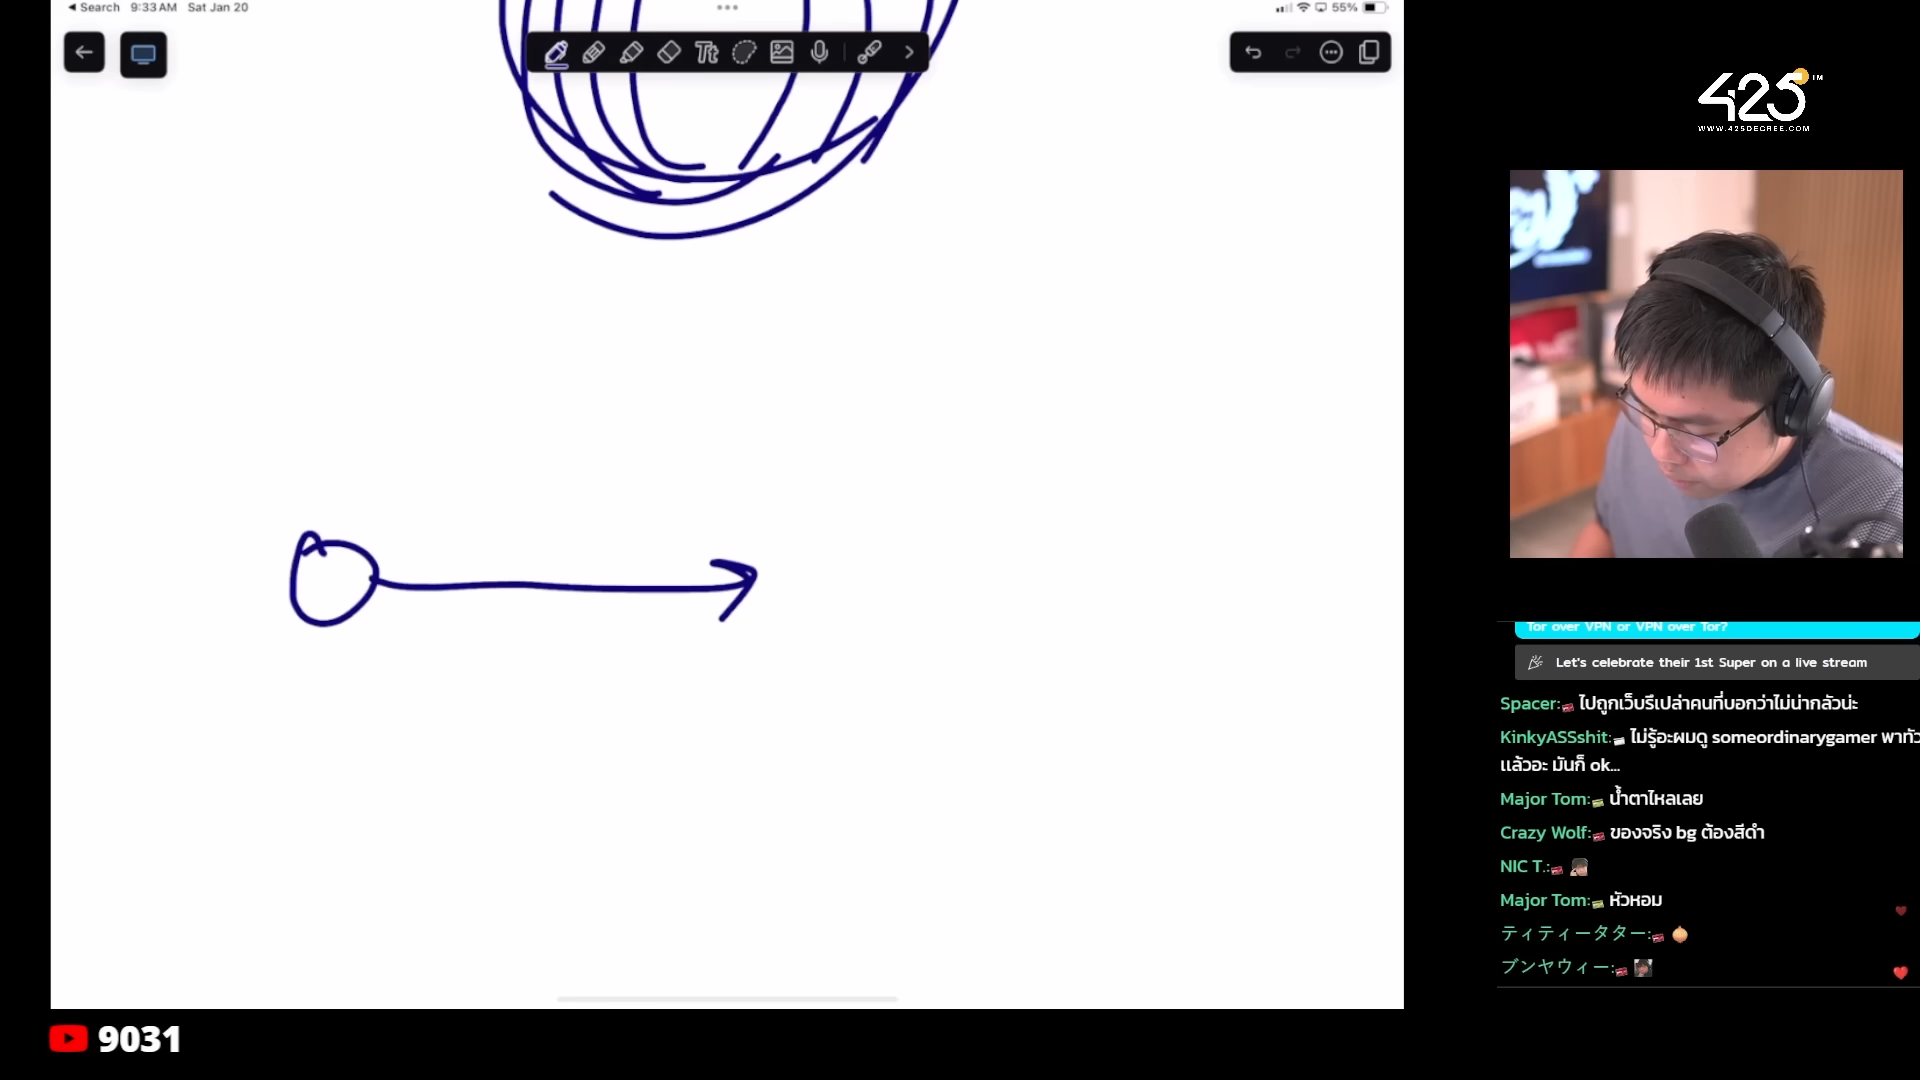 Search 9:33 AM Sat Jan 20
55%
Tt
425 TM
WWW.425DEGREE.COM
Tor over VPN or VPN over Tor?
Let's celebrate their 1st Super on a live stream
Spacer: ไปถูกเว็บรึเปล่าคนที่บอกว่าไม่น่ากลัวน่ะ
KinkyASSshit: ไม่รู้อะผมดู someordinarygamer พาทัว
แล้วอะ มันก็ ok...
Major Tom: น้ำตาไหลเลย
Crazy Wolf: ของจริง bg ต้องสีดำ
NIC T.:
Major Tom: หัวหอม
ティティータター:
ブンヤウィー:
9031